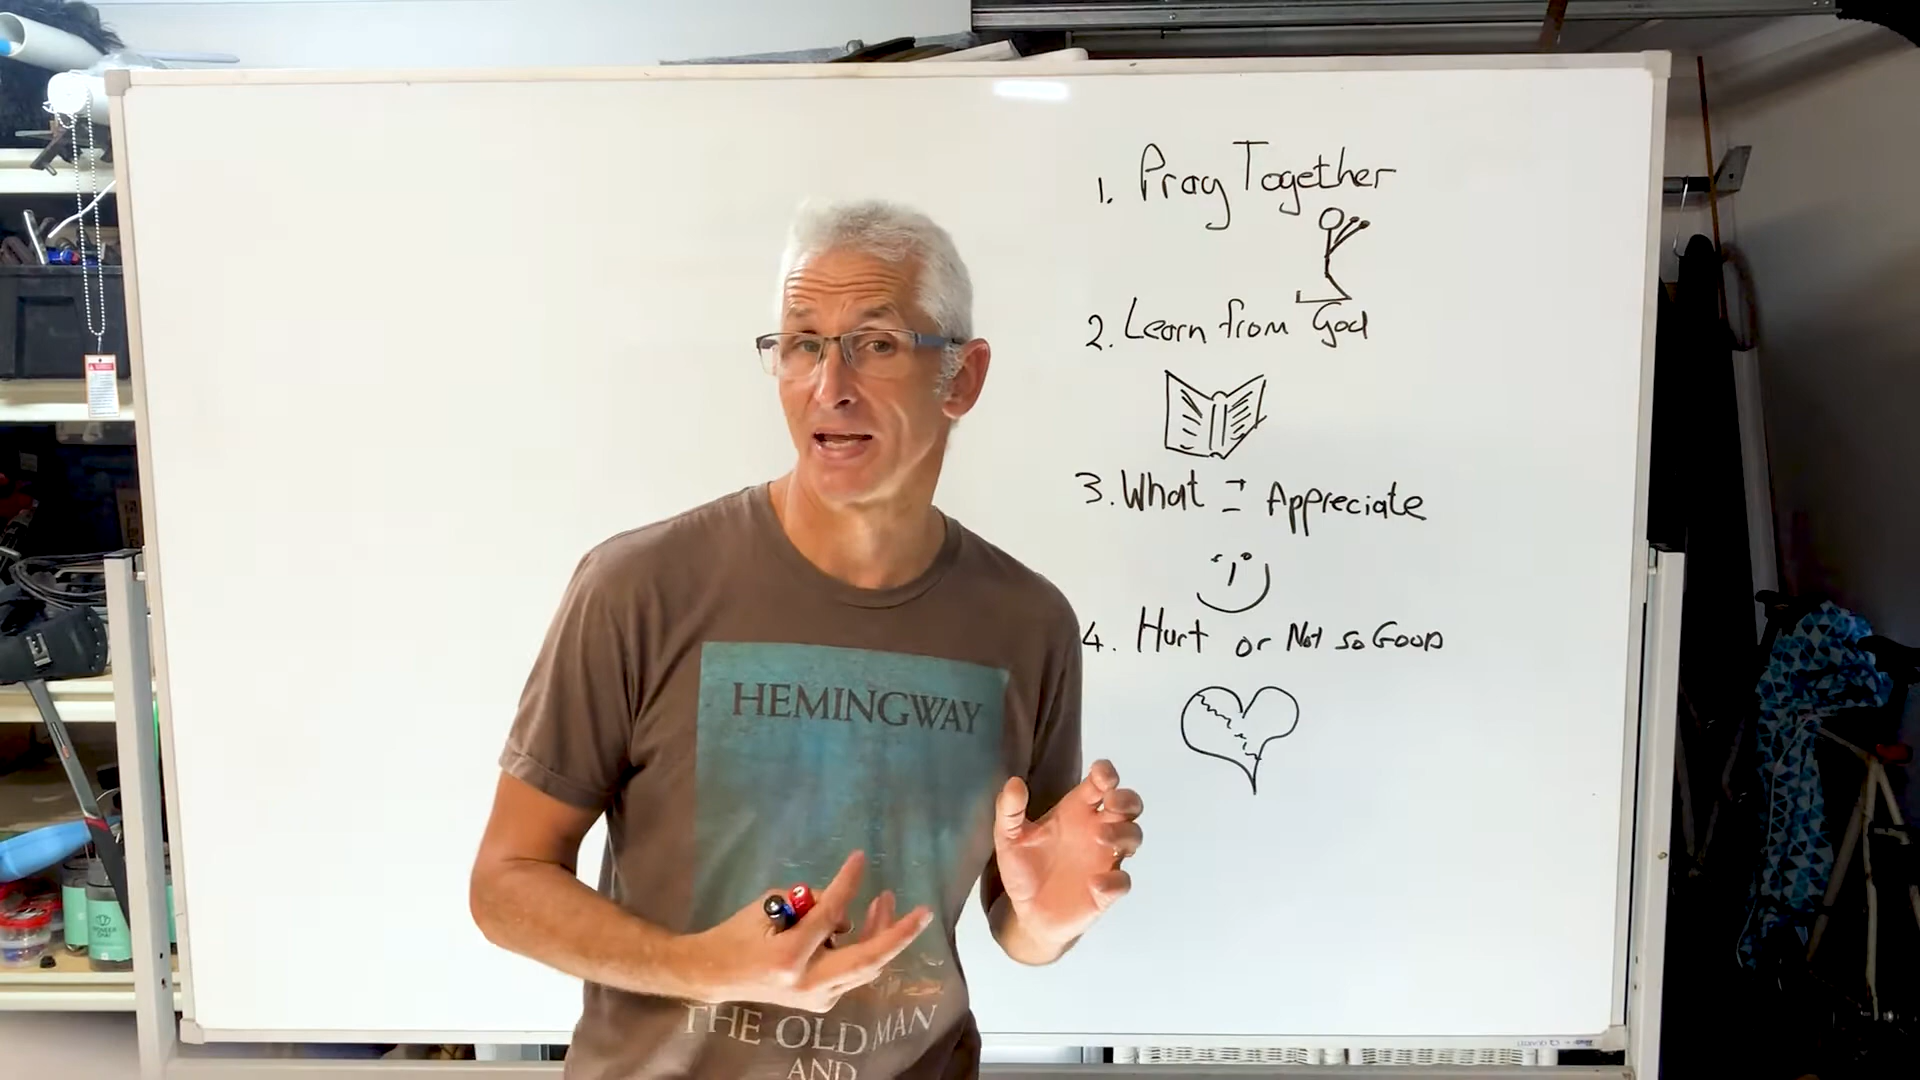 1. Pray Together
2. Learn from God
3. What Appreciate
4. Hurt or Not so Good
HEMINGWAY
THE OLD MAN
AND